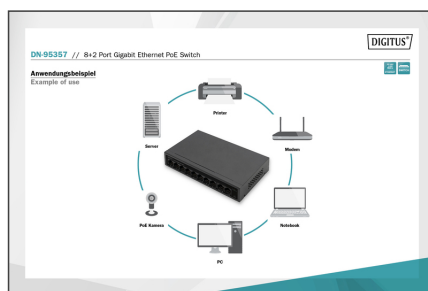 DIGITUS®
DN-95357 // 8+2 Port Gigabit Ethernet PoE Switch
Anwendungsbeispiel
Example of use
Printer
Server
Modem
PoE Kamera
Notebook
PC